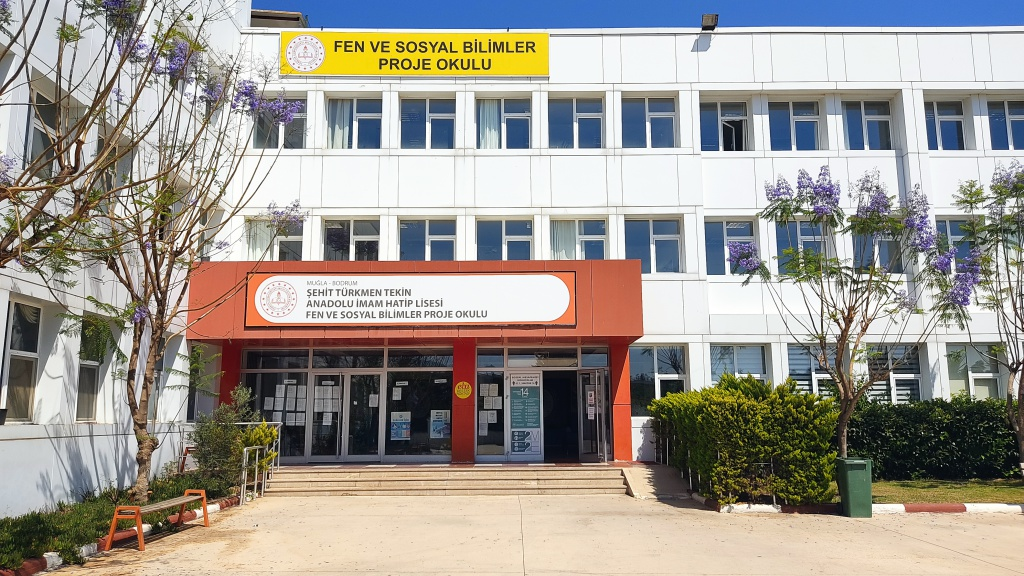 FEN VE SOSYAL BİLİMLER
PROJE OKULU
MUĞLA - BODRUM
ŞEHİT TÜRKMEN TEKİN
ANADOLU İMAM HATİP LİSESİ
FEN VE SOSYAL BİLİMLER PROJE OKULU
14